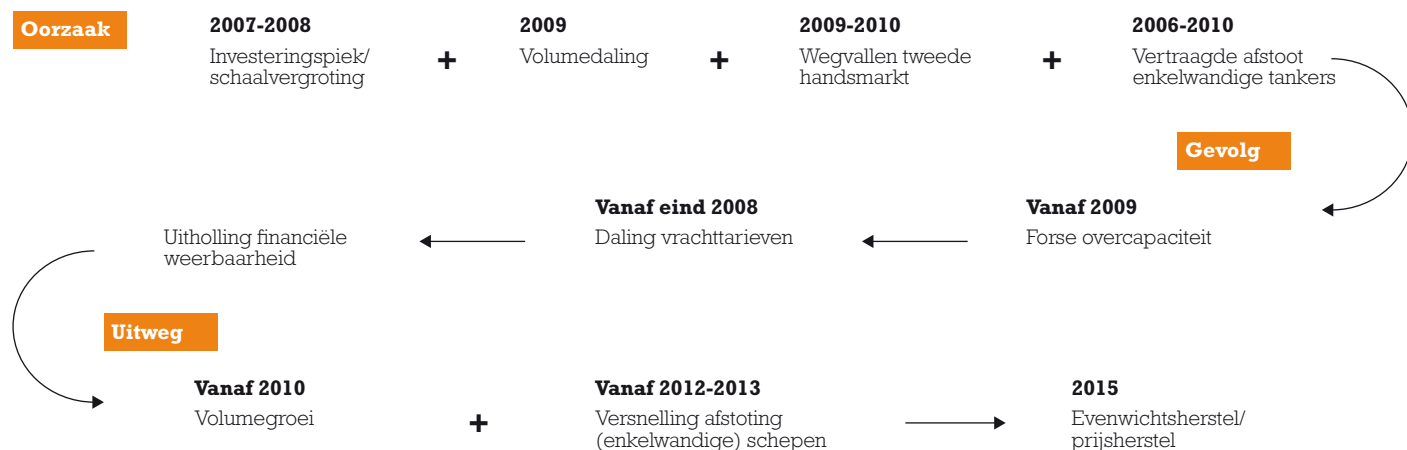 Oorzaak
2007-2008
Investeringspiek/
schaalvergroting
+
2009
Volumedaling
+
2009-2010
Wegvallen tweede
handsmarkt
+
2006-2010
Vertraagde afstoot
enkelwandige tankers
Gevolg
Vanaf 2009
Forse overcapaciteit
Vanaf eind 2008
Daling vrachttarieven
Uitholling financiële
weerbaarheid
Uitweg
Vanaf 2010
Volumegroei
+
Vanaf 2012-2013
Versnelling afstoting
(enkelwandige) schepen
2015
Evenwichtsherstel/
prijsherstel